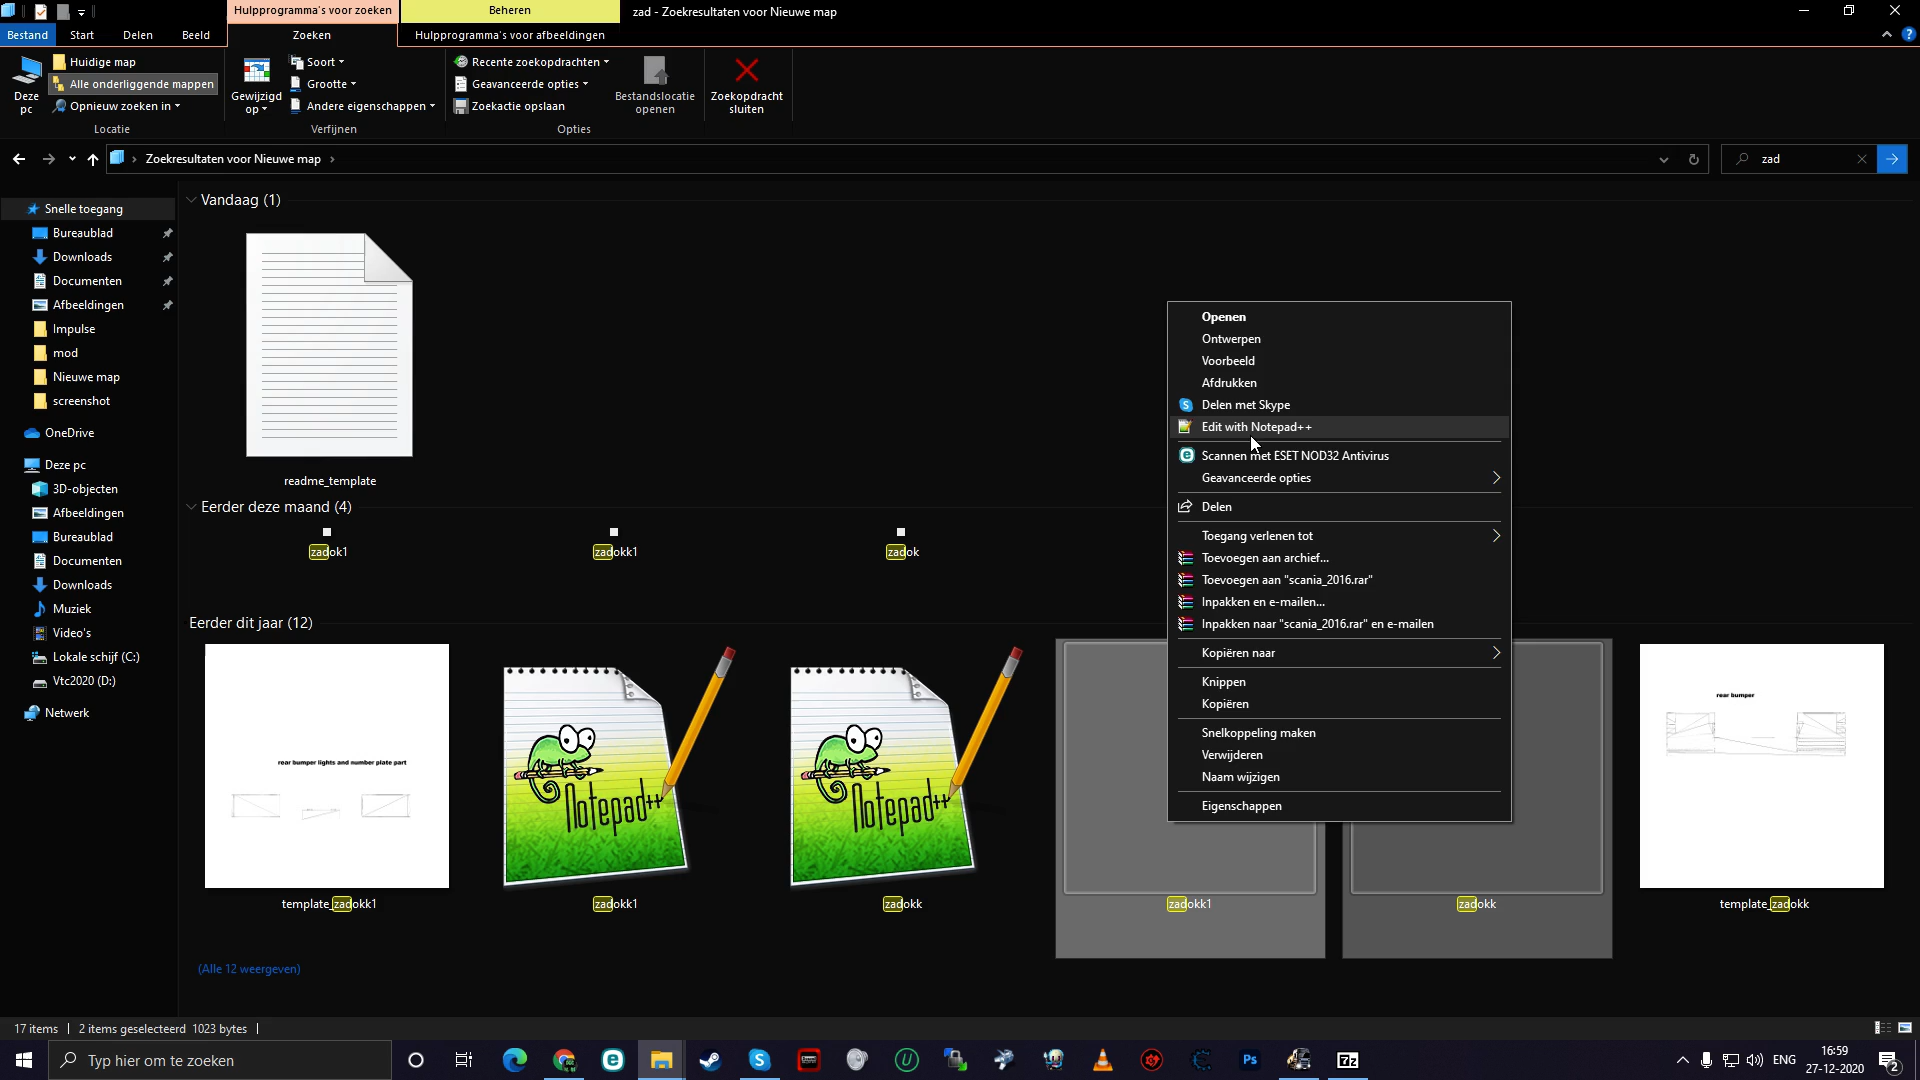 Hulpprogramma's voor zoeken
Beheren
zad - Zoekresultaten voor Nieuwe map
Bestand
Start
Delen
Beeld
Zoeken
Hulpprogramma's voor afbeeldingen
Deze pc
Huidige map
Alle onderliggende mappen
Opnieuw zoeken in
Locatie
Gewijzigd op
Soort
Grootte
Andere eigenschappen
Verfijnen
Recente zoekopdrachten
Geavanceerde opties
Zoekactie opslaan
Opties
Bestandslocatie openen
Zoekopdracht sluiten
Zoekresultaten voor Nieuwe map
zad
Snelle toegang
Bureaublad
Downloads
Documenten
Afbeeldingen
Impulse
mod
Nieuwe map
screenshot
OneDrive
Deze pc
3D-objecten
Afbeeldingen
Bureaublad
Documenten
Downloads
Muziek
Video's
Lokale schijf (C:)
Vtc2020 (D:)
Netwerk
Vandaag (1)
readme_template
Eerder deze maand (4)
zadok1
zadokk1
zadok
Eerder dit jaar (12)
rear bumper lights and number plate part
template_zadokk1
Notepad++
zadokk1
Notepad++
zadokk
zadokk1
zadokk
rear bumper
template_zadokk
(Alle 12 weergeven)
Openen
Ontwerpen
Voorbeeld
Afdrukken
Delen met Skype
Edit with Notepad++
Scannen met ESET NOD32 Antivirus
Geavanceerde opties
Delen
Toegang verlenen tot
Toevoegen aan archief...
Toevoegen aan "scania_2016.rar"
Inpakken en e-mailen...
Inpakken naar "scania_2016.rar" en e-mailen
Kopiëren naar
Knippen
Kopiëren
Snelkoppeling maken
Verwijderen
Naam wijzigen
Eigenschappen
17 items
2 items geselecteerd 1023 bytes
Typ hier om te zoeken
Ps
7z
ENG
16:59
27-12-2020
2